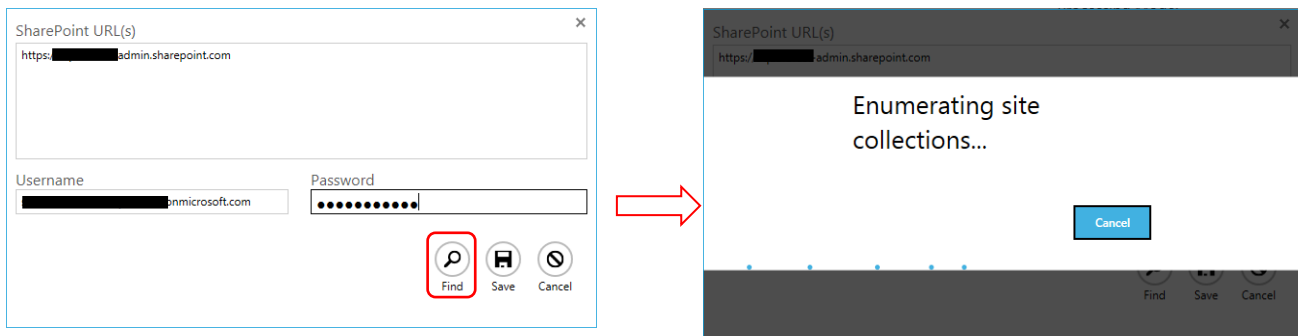 SharePoint URL(s)
https:/ admin.sharepoint.com
Username
Password
onmicrosoft.com
●●●●●●●●●●●
Find
Save
Cancel
SharePoint URL(s)
https:/ -admin.sharepoint.com
Enumerating site
collections...
Cancel
Find
Save
Cancel